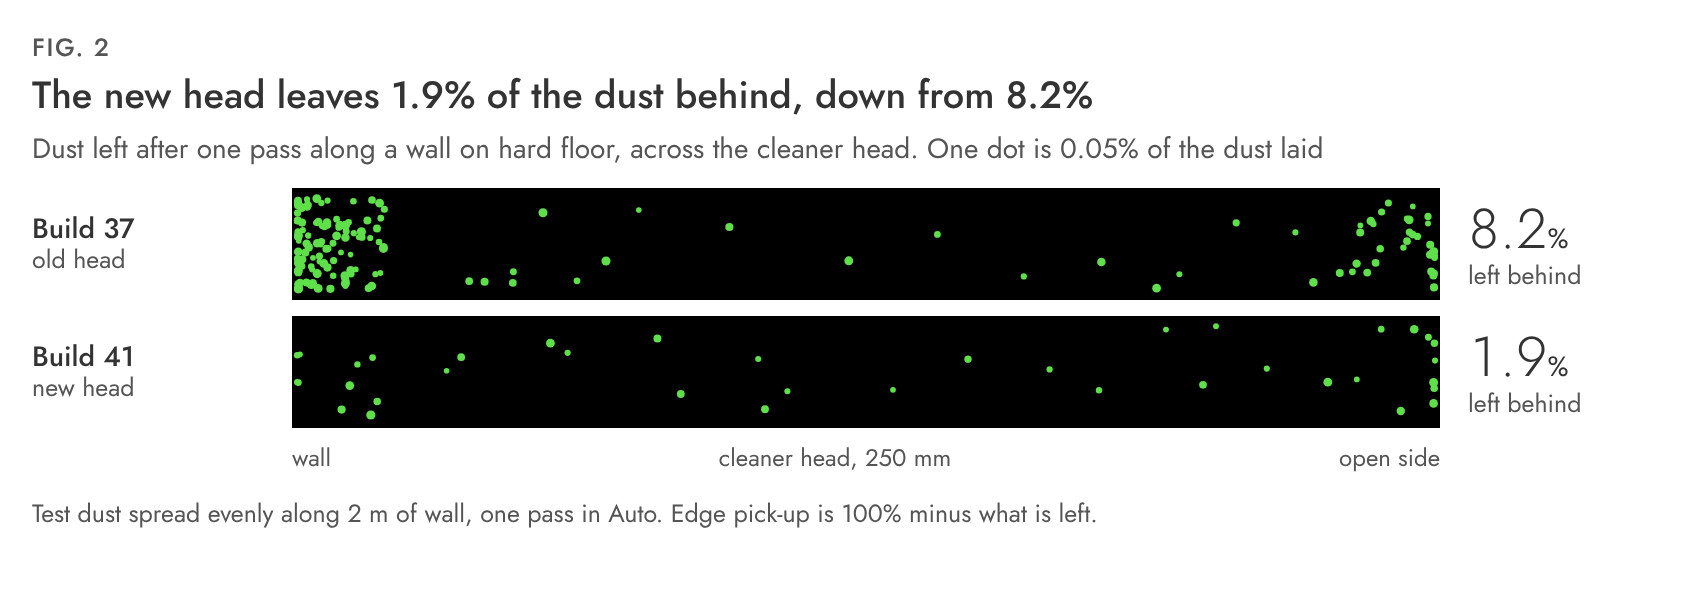 FIG. 2
The new head leaves 1.9% of the dust behind, down from 8.2%
Dust left after one pass along a wall on hard floor, across the cleaner head. One dot is 0.05% of the dust laid
Build 37
old head
8.2%
left behind
Build 41
new head
1.9%
left behind
wall
cleaner head, 250 mm
open side
Test dust spread evenly along 2 m of wall, one pass in Auto. Edge pick-up is 100% minus what is left.